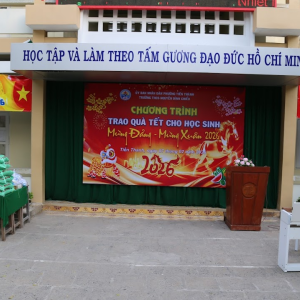 HỌC TẬP VÀ LÀM THEO TẤM GƯƠNG ĐẠO ĐỨC HỒ CHÍ MIN
CHƯƠNG TRÌNH
TRAO QUÀ TẾT CHO HỌC SINH
Mừng Đảng - Mừng Xuân 2026
2026